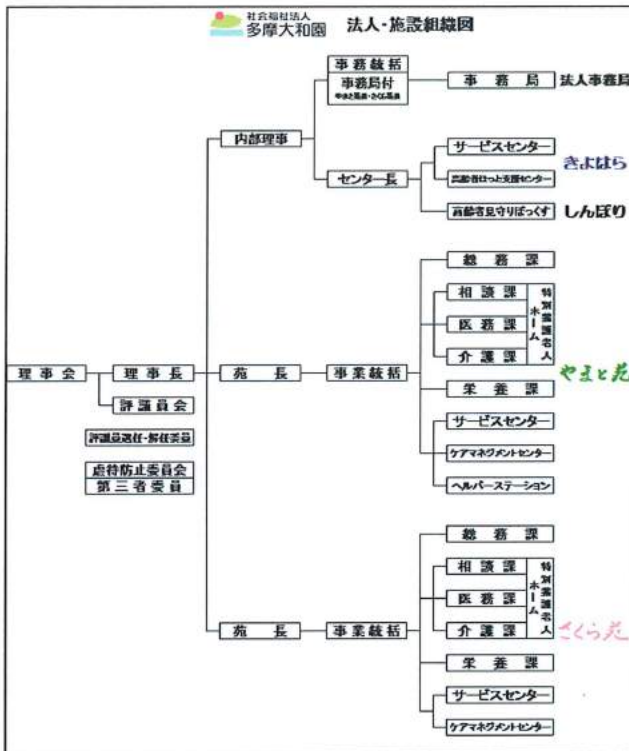 社会福祉法人
多摩大和園
法人・施設組織図
事務統括
事務局付
事務局
法人事務局
内部理事
センター長
サービスセンター
高齢者ほっと支援センター
きよはら
高齢者見守りぼっくす
しんぼり
理事会
理事長
評議員会
評議員選任・解任委員
虐待防止委員会
第三者委員
苑長
事業統括
総務課
相談課
医務課
介護課
特別養護老人
ホーム
栄養課
サービスセンター
ケアマネジメントセンター
ヘルパーステーション
やまと苑
苑長
事業統括
総務課
相談課
医務課
介護課
特別養護老人
ホーム
栄養課
サービスセンター
ケアマネジメントセンター
さくら苑